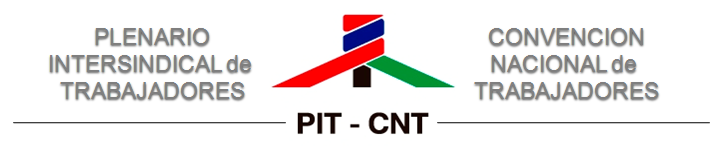 PLENARIO
INTERSINDICAL de
TRABAJADORES
CONVENCION
NACIONAL de
TRABAJADORES
PIT - CNT